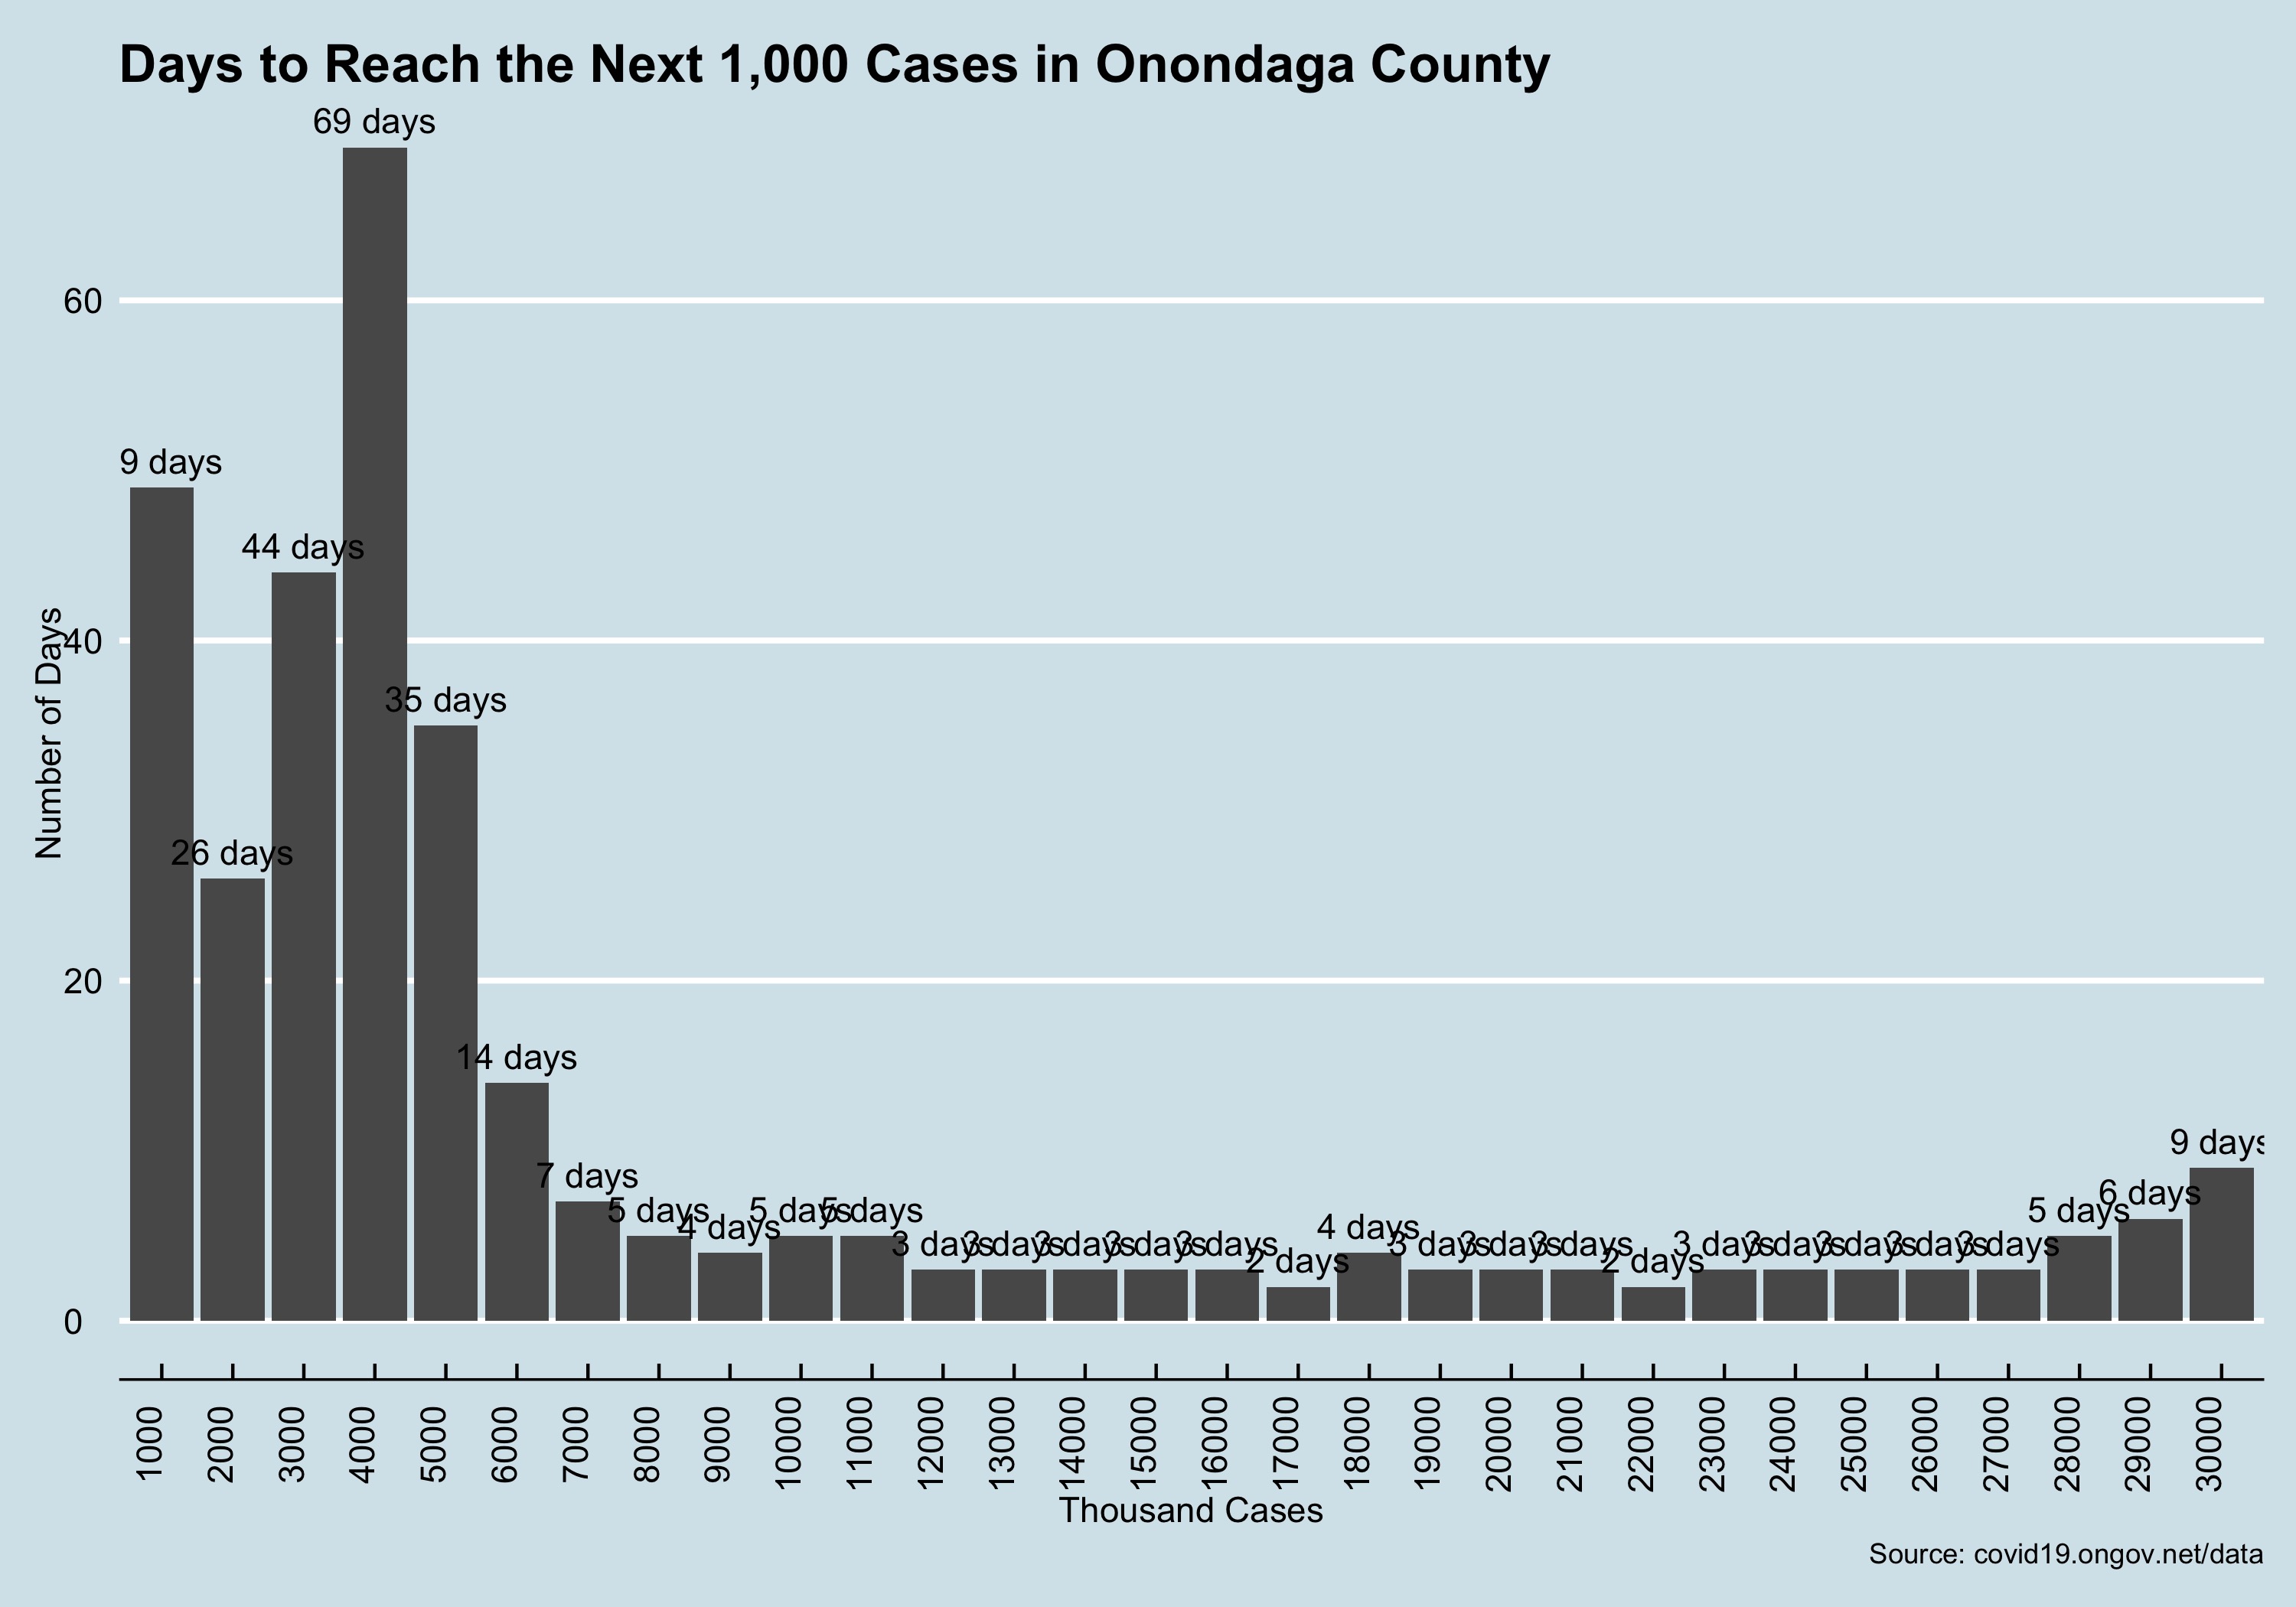 Days to Reach the Next 1,000 Cases in Onondaga County
69 days
60
9 days
44 days
Number of Days
40
35 days
26 days
20
14 days
7 days
5 days
4 days
5 days
5 days
3 days
3 days
3 days
3 days
3 days
2 days
4 days
3 days
3 days
3 days
2 days
3 days
3 days
3 days
3 days
3 days
5 days
6 days
9 days
0
1000
2000
3000
4000
5000
6000
7000
8000
9000
10000
11000
12000
13000
14000
15000
16000
17000
18000
19000
20000
21000
22000
23000
24000
25000
26000
27000
28000
29000
30000
Thousand Cases
Source: covid19.ongov.net/data